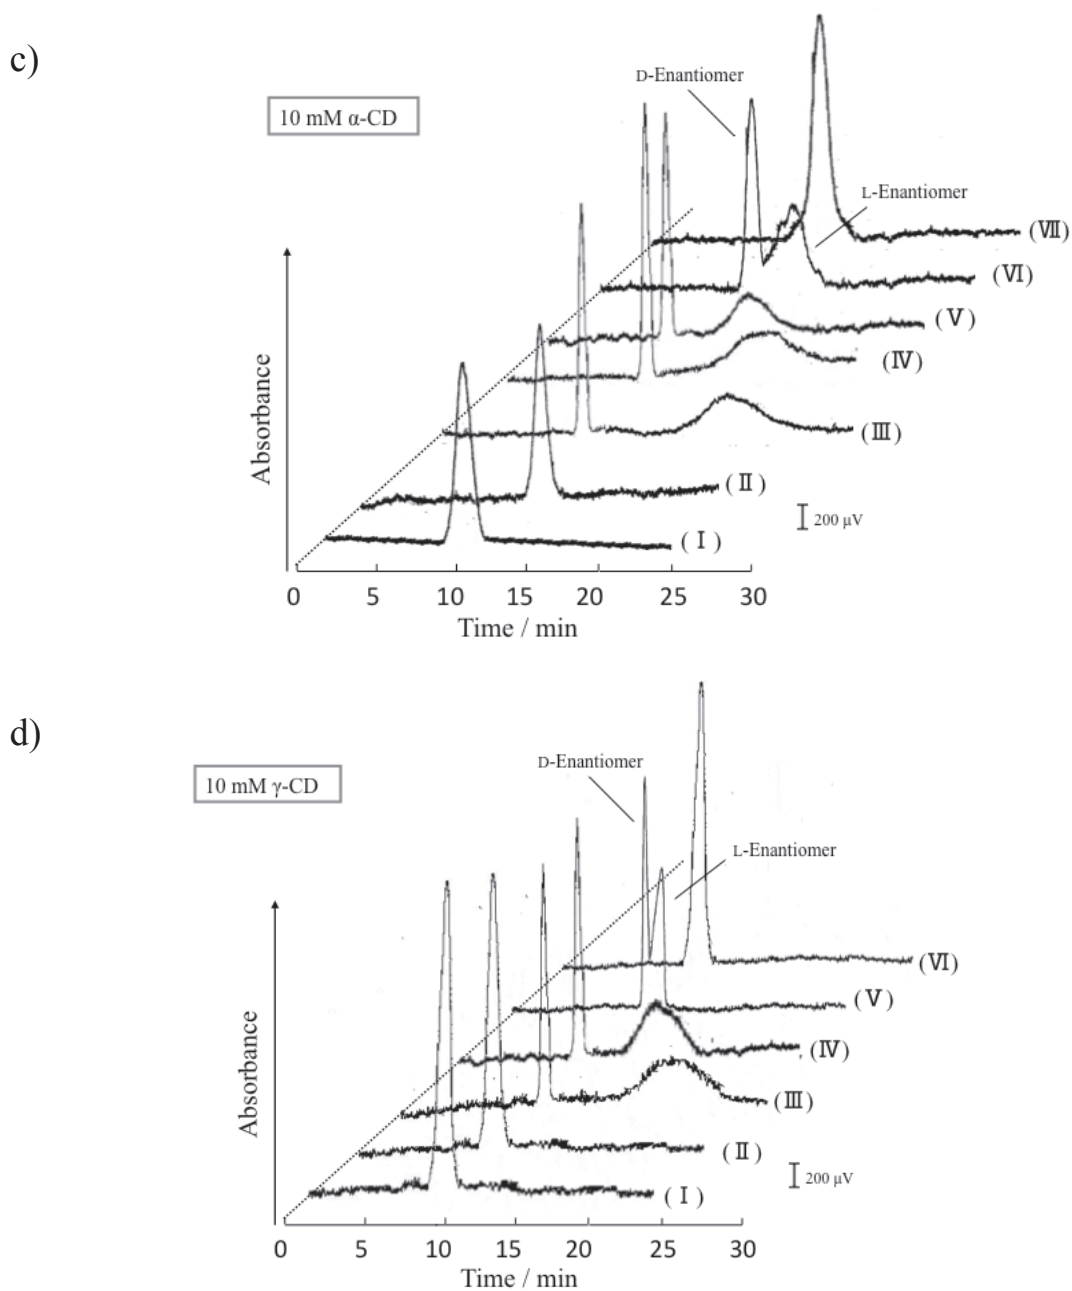 c)
D-Enantiomer
10 mM α-CD
L-Enantiomer
(Ⅶ)
(Ⅵ)
(Ⅴ)
(Ⅳ)
(Ⅲ)
(Ⅱ)
200 μV
(Ⅰ)
Absorbance
0 5 10 15 20 25 30
Time / min
d)
D-Enantiomer
10 mM γ-CD
L-Enantiomer
(Ⅵ)
(Ⅴ)
(Ⅳ)
(Ⅲ)
(Ⅱ)
200 μV
(Ⅰ)
Absorbance
0 5 10 15 20 25 30
Time / min